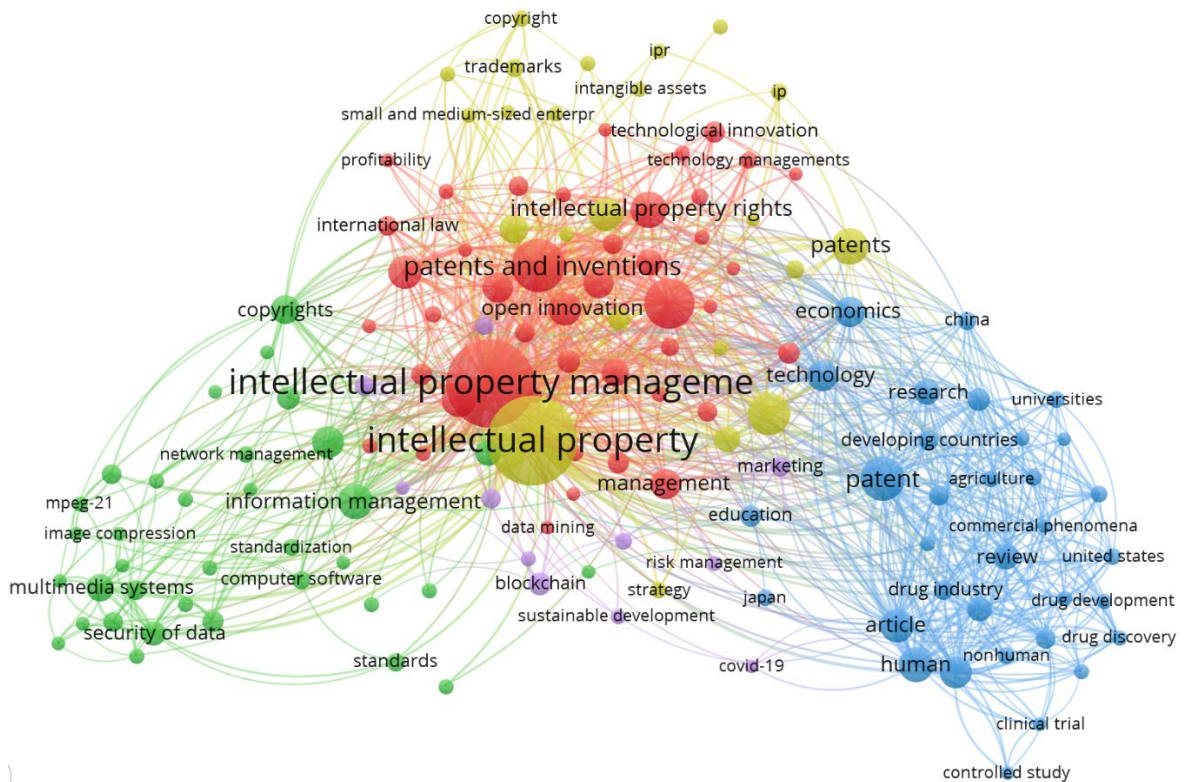 copyright
ipr
trademarks
intangible assets
ip
small and medium-sized enterpr
technological innovation
profitability
technology managements
intellectual property rights
international law
patents
patents and inventions
copyrights
open innovation
economics
china
intellectual property manageme
technology
research
universities
intellectual property
developing countries
network management
marketing
management
patent
agriculture
mpeg-21
information management
education
image compression
data mining
commercial phenomena
standardization
risk management
review
united states
multimedia systems
computer software
blockchain
strategy
drug industry
japan
drug development
sustainable development
security of data
article
drug discovery
standards
covid-19
human
nonhuman
clinical trial
controlled study